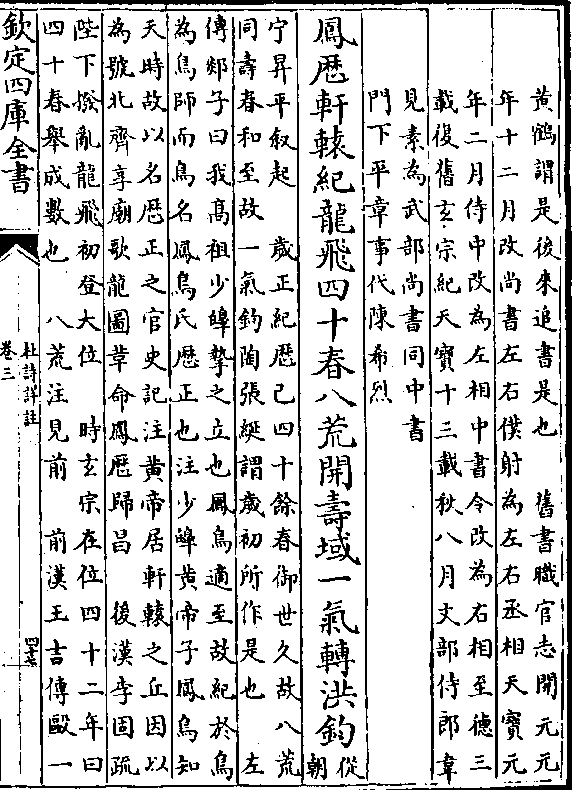 黄鶴謂是後來追書是也　舊書職官志開元元
年十二月改尚書左右僕射為左右丞相天寶元
年二月侍中改為左相中書令改為右相至德三
載復舊玄宗紀天寶十三載秋八月文部侍郎韋
見素為武部尚書同中書
門下平章事代陳希烈
鳳歴軒轅紀龍飛四十春八荒開壽域一氣轉洪鈞從朝
宁昇平叙起　歳正紀歴已四十餘春御世久故八荒
同壽春和至故一氣鈞陶張綖謂歳初所作是也　左
傳郯子曰我髙祖少皥摯之立也鳳鳥適至故紀於鳥
為鳥師而鳥名鳳鳥氏歴正也注少皥黄帝子鳳鳥知
天時故以名歴正之官史記注黄帝居軒轅之丘因以
為號北齊享廟歌龍圖革命鳳歴歸昌　後漢李固疏
陛下撥亂龍飛初登大位　時玄宗在位四十二年曰
四十春舉成數也　八荒注見前　前漢王吉傳毆一
欽定四庫全書
杜詩詳註
卷三